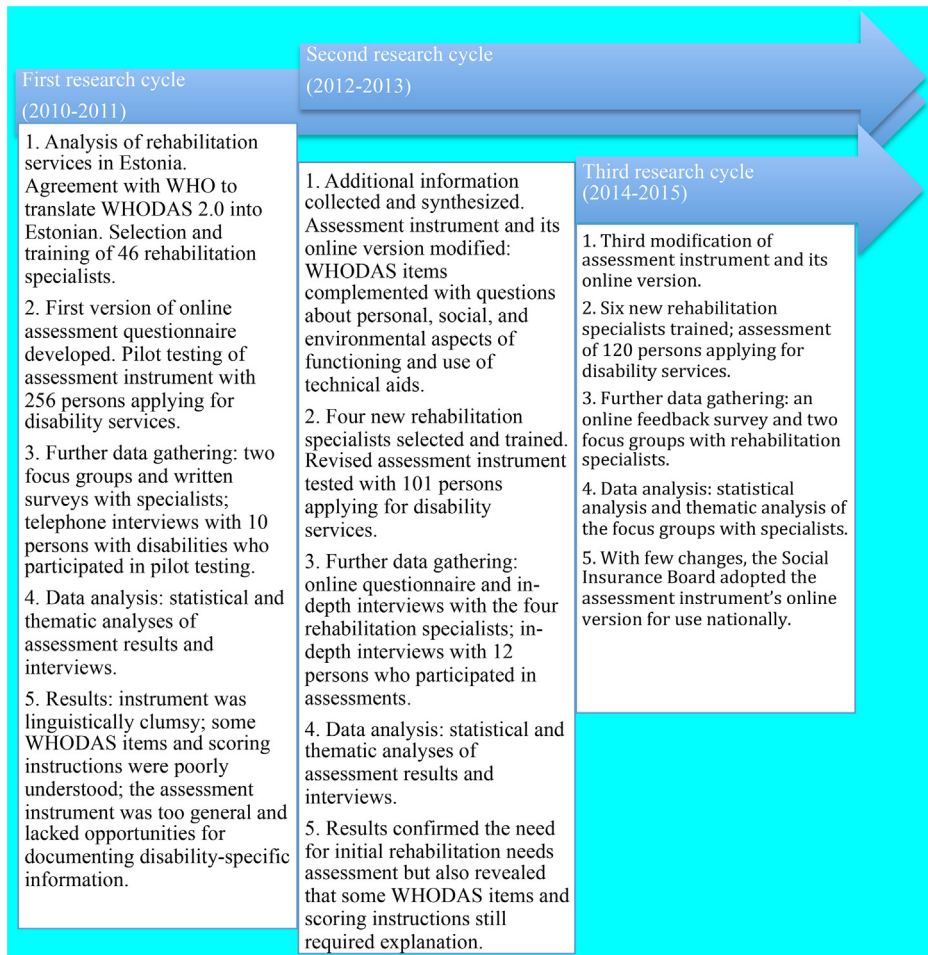 First research cycle
(2010-2011)
1. Analysis of rehabilitation
services in Estonia.
Agreement with WHO to
translate WHODAS 2.0 into
Estonian. Selection and
training of 46 rehabilitation
specialists.
2. First version of online
assessment questionnaire
developed. Pilot testing of
assessment instrument with
256 persons applying for
disability services.
3. Further data gathering: two
focus groups and written
surveys with specialists;
telephone interviews with 10
persons with disabilities who
participated in pilot testing.
4. Data analysis: statistical and
thematic analyses of
assessment results and
interviews.
5. Results: instrument was
linguistically clumsy; some
WHODAS items and scoring
instructions were poorly
understood; the assessment
instrument was too general and
lacked opportunities for
documenting disability-specific
information.
Second research cycle
(2012-2013)
1. Additional information
collected and synthesized.
Assessment instrument and its
online version modified:
WHODAS items
complemented with questions
about personal, social, and
environmental aspects of
functioning and use of
technical aids.
2. Four new rehabilitation
specialists selected and trained.
Revised assessment instrument
tested with 101 persons
applying for disability
services.
3. Further data gathering:
online questionnaire and in-
depth interviews with the four
rehabilitation specialists; in-
depth interviews with 12
persons who participated in
assessments.
4. Data analysis: statistical and
thematic analyses of
assessment results and
interviews.
5. Results confirmed the need
for initial rehabilitation needs
assessment but also revealed
that some WHODAS items and
scoring instructions still
required explanation.
Third research cycle
(2014-2015)
1. Third modification of
assessment instrument and its
online version.
2. Six new rehabilitation
specialists trained; assessment
of 120 persons applying for
disability services.
3. Further data gathering: an
online feedback survey and two
focus groups with rehabilitation
specialists.
4. Data analysis: statistical
analysis and thematic analysis of
the focus groups with specialists.
5. With few changes, the Social
Insurance Board adopted the
assessment instrument's online
version for use nationally.